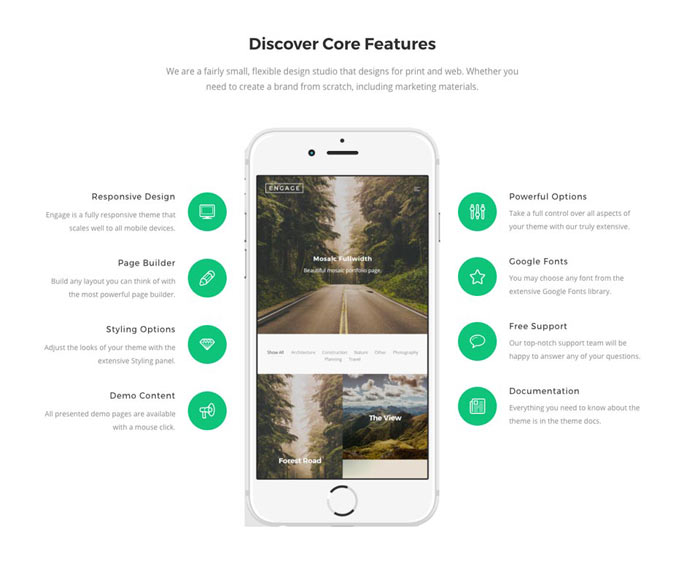 Discover Core Features
We are a fairly small, flexible design studio that designs for print and web. Whether you
need to create a brand from scratch, including marketing materials.
Responsive Design
Engage is a fully responsive theme that
scales well to all mobile devices.
Page Builder
Build any layout you can think of with
the most powerful page builder.
Styling Options
Adjust the looks of your theme with the
extensive Styling panel.
Demo Content
All presented demo pages are available
with a mouse click.
ENGAGE
Mosaic Fullwidth
Beautiful mosaic portfolio page.
Show All Architecture Construction Nature Other Photography
Planning Travel
The View
Forest Road
Powerful Options
Take a full control over all aspects of
your theme with our truly extensive.
Google Fonts
You may choose any font from the
extensive Google Fonts library.
Free Support
Our top-notch support team will be
happy to answer any of your questions.
Documentation
Everything you need to know about the
theme is in the theme docs.